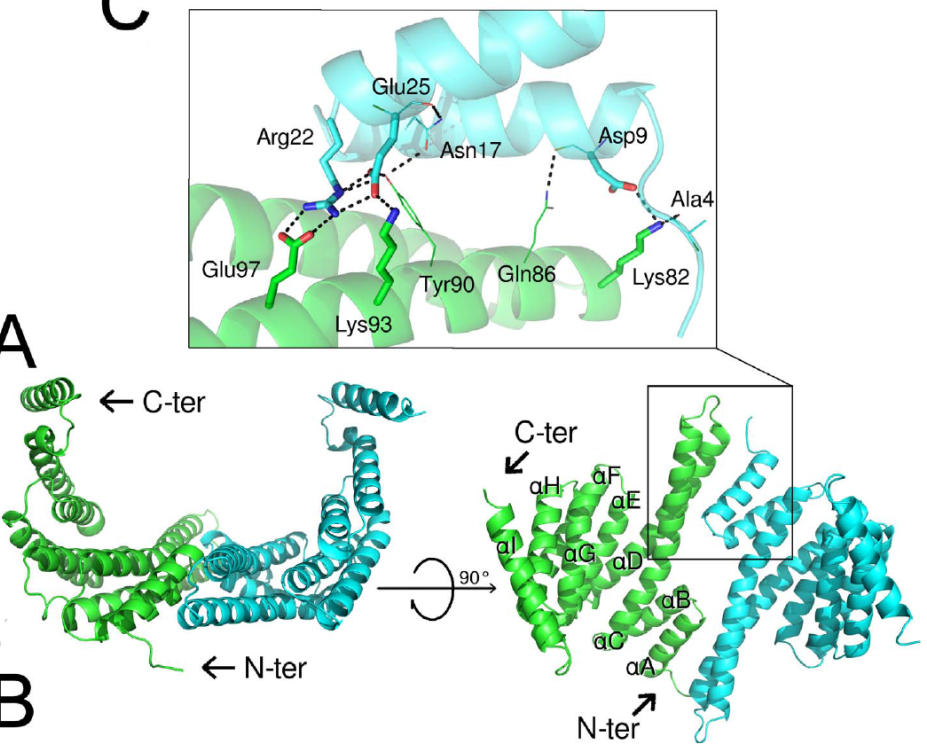 C
Glu25
Arg22
Asn17
Asp9
Ala4
Glu97
Tyr90
Gln86
Lys82
Lys93
A
C-ter
C-ter
αH
αF
αE
αI
αG
αD
90°
αB
αC
αA
N-ter
N-ter
B